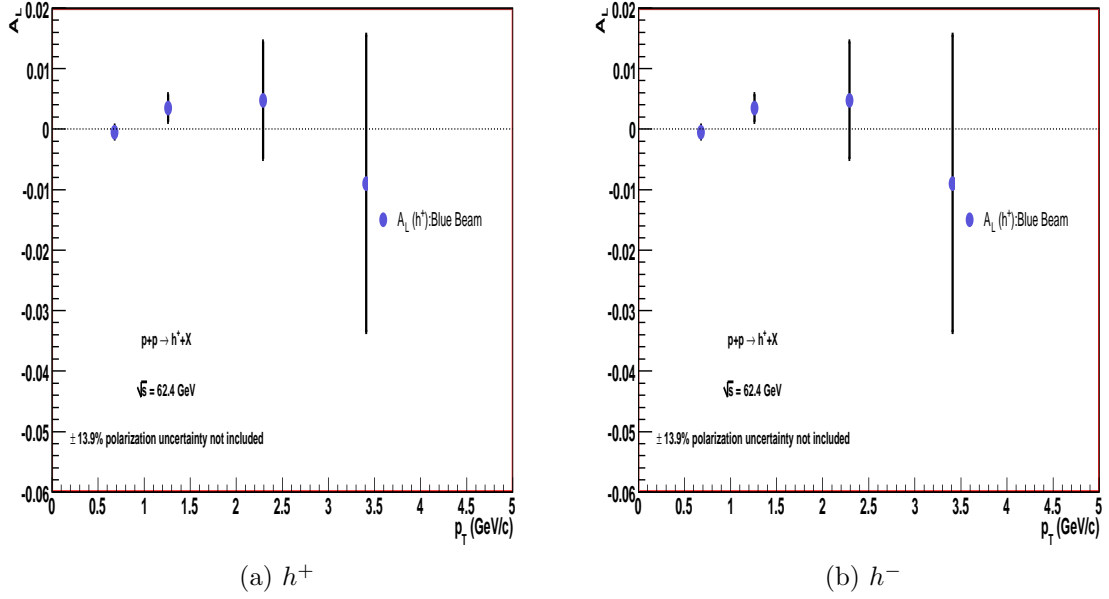 A_L
0.02
0.01
0
-0.01
-0.02
-0.03
-0.04
-0.05
-0.06
A_L (h⁺):Blue Beam
p+p → h⁺+X
√s = 62.4 GeV
± 13.9% polarization uncertainty not included
0 0.5 1 1.5 2 2.5 3 3.5 4 4.5 5
p_T (GeV/c)
(a) h⁺
A_L
0.02
0.01
0
-0.01
-0.02
-0.03
-0.04
-0.05
-0.06
A_L (h⁺):Blue Beam
p+p → h⁺+X
√s = 62.4 GeV
± 13.9% polarization uncertainty not included
0 0.5 1 1.5 2 2.5 3 3.5 4 4.5 5
p_T (GeV/c)
(b) h⁻